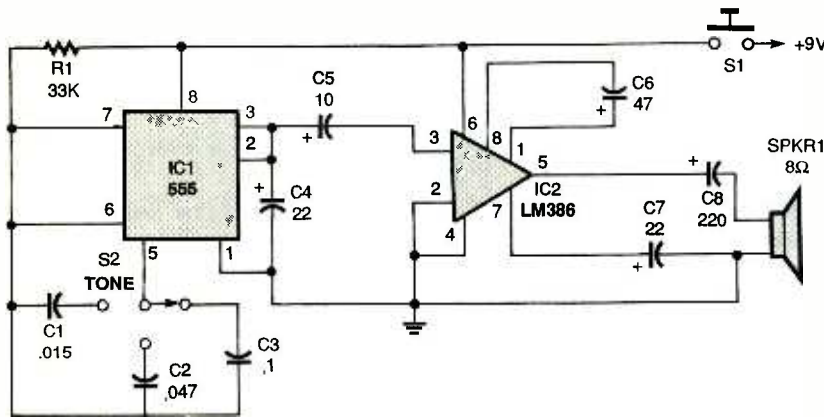 R1
33K
7
8
3
2
IC1
555
6
5
1
C5
10
+
+
C4
22
S2
TONE
C1
.015
C2
.047
C3
.1
3
2
6
8
1
5
7
4
IC2
LM386
C6
47
+
S1
+9V
C7
22
+
+
C8
220
SPKR1
8Ω